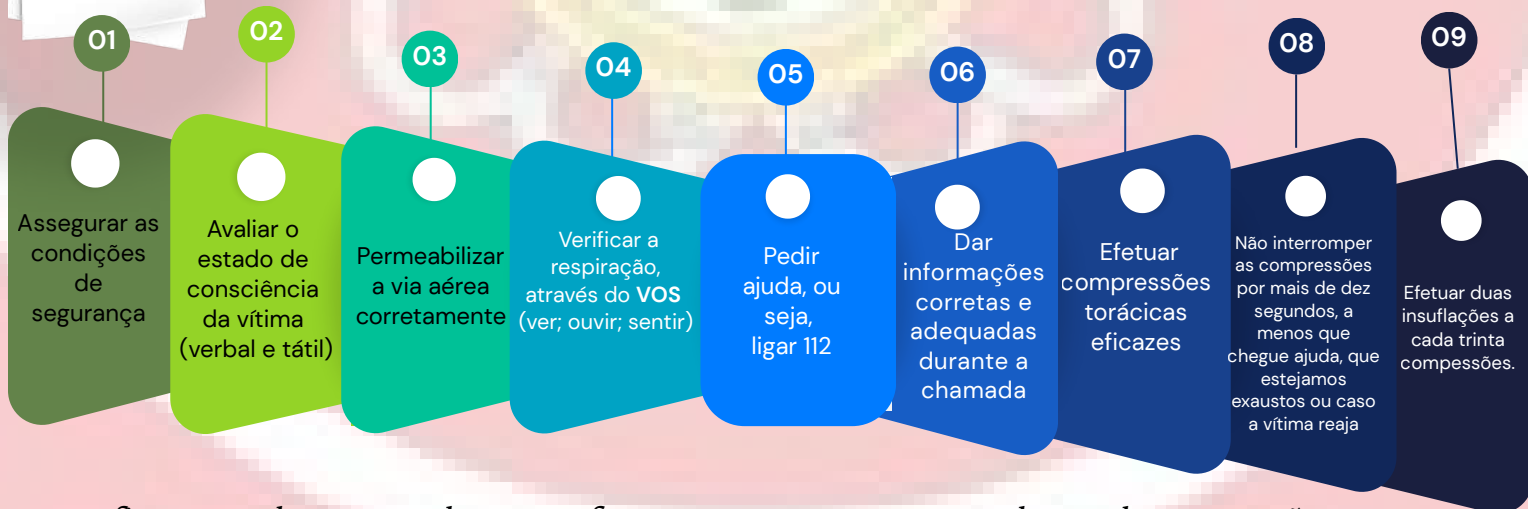 01
Assegurar as
condições
de
segurança
02
Avaliar o
estado de
consciência
da vítima
(verbal e tátil)
03
Permeabilizar
a via aérea
corretamente
04
Verificar a
respiração,
através do VOS
(ver; ouvir; sentir)
05
Pedir
ajuda, ou
seja,
ligar 112
06
Dar
informações
corretas e
adequadas
durante a
chamada
07
Efetuar
compressões
torácicas
eficazes
08
Não interromper
as compressões
por mais de dez
segundos, a
menos que
chegue ajuda, que
estejamos
exaustos ou caso
a vítima reaja
09
Efetuar duas
insuflações a
cada trinta
compessões.